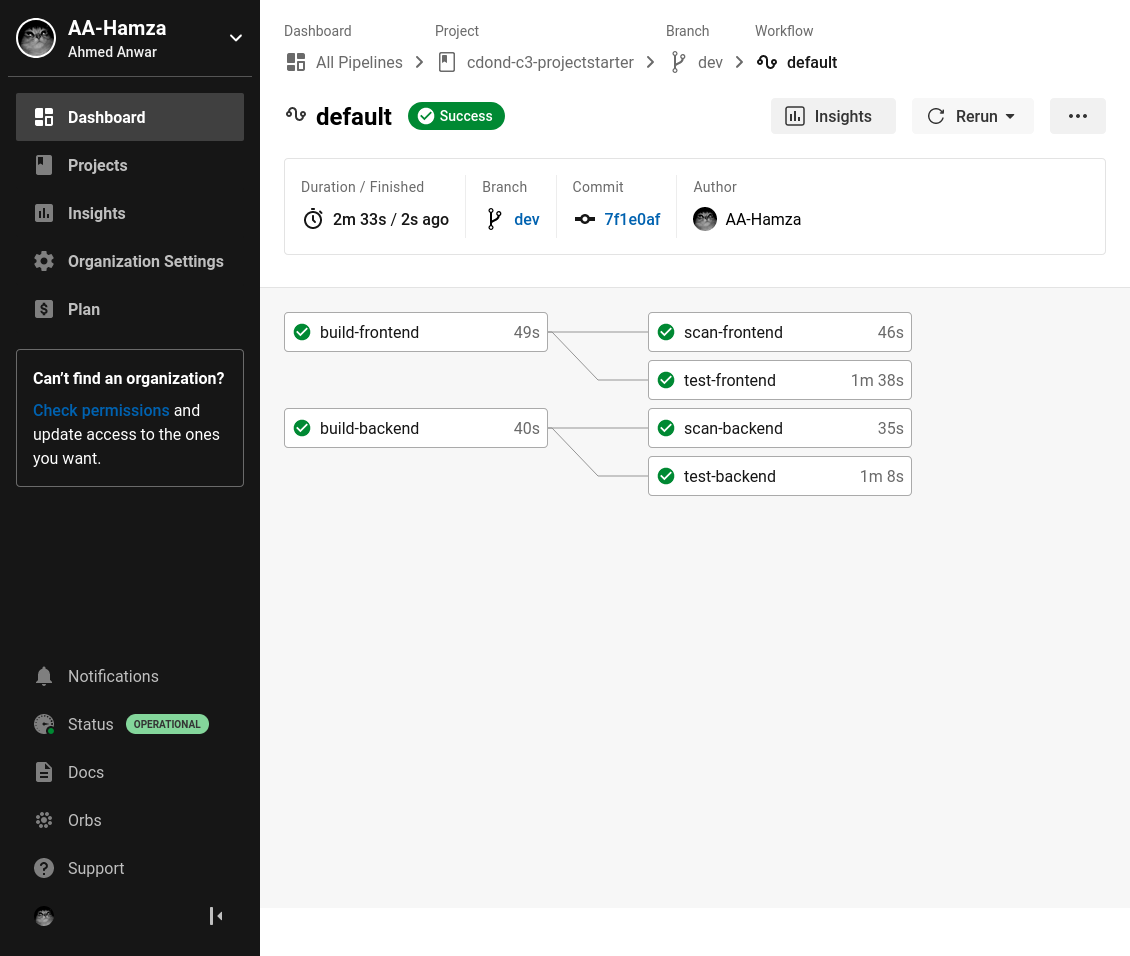 AA-Hamza
Ahmed Anwar
Dashboard
Projects
Insights
Organization Settings
Plan
Can't find an organization?
Check permissions and
update access to the ones
you want.
Notifications
Status OPERATIONAL
Docs
Orbs
Support
Dashboard Project Branch Workflow
All Pipelines cdond-c3-projectstarter dev default
default Success Insights Rerun
Duration / Finished Branch Commit Author
2m 33s / 2s ago dev 7f1e0af AA-Hamza
build-frontend 49s scan-frontend 46s
test-frontend 1m 38s
build-backend 40s scan-backend 35s
test-backend 1m 8s